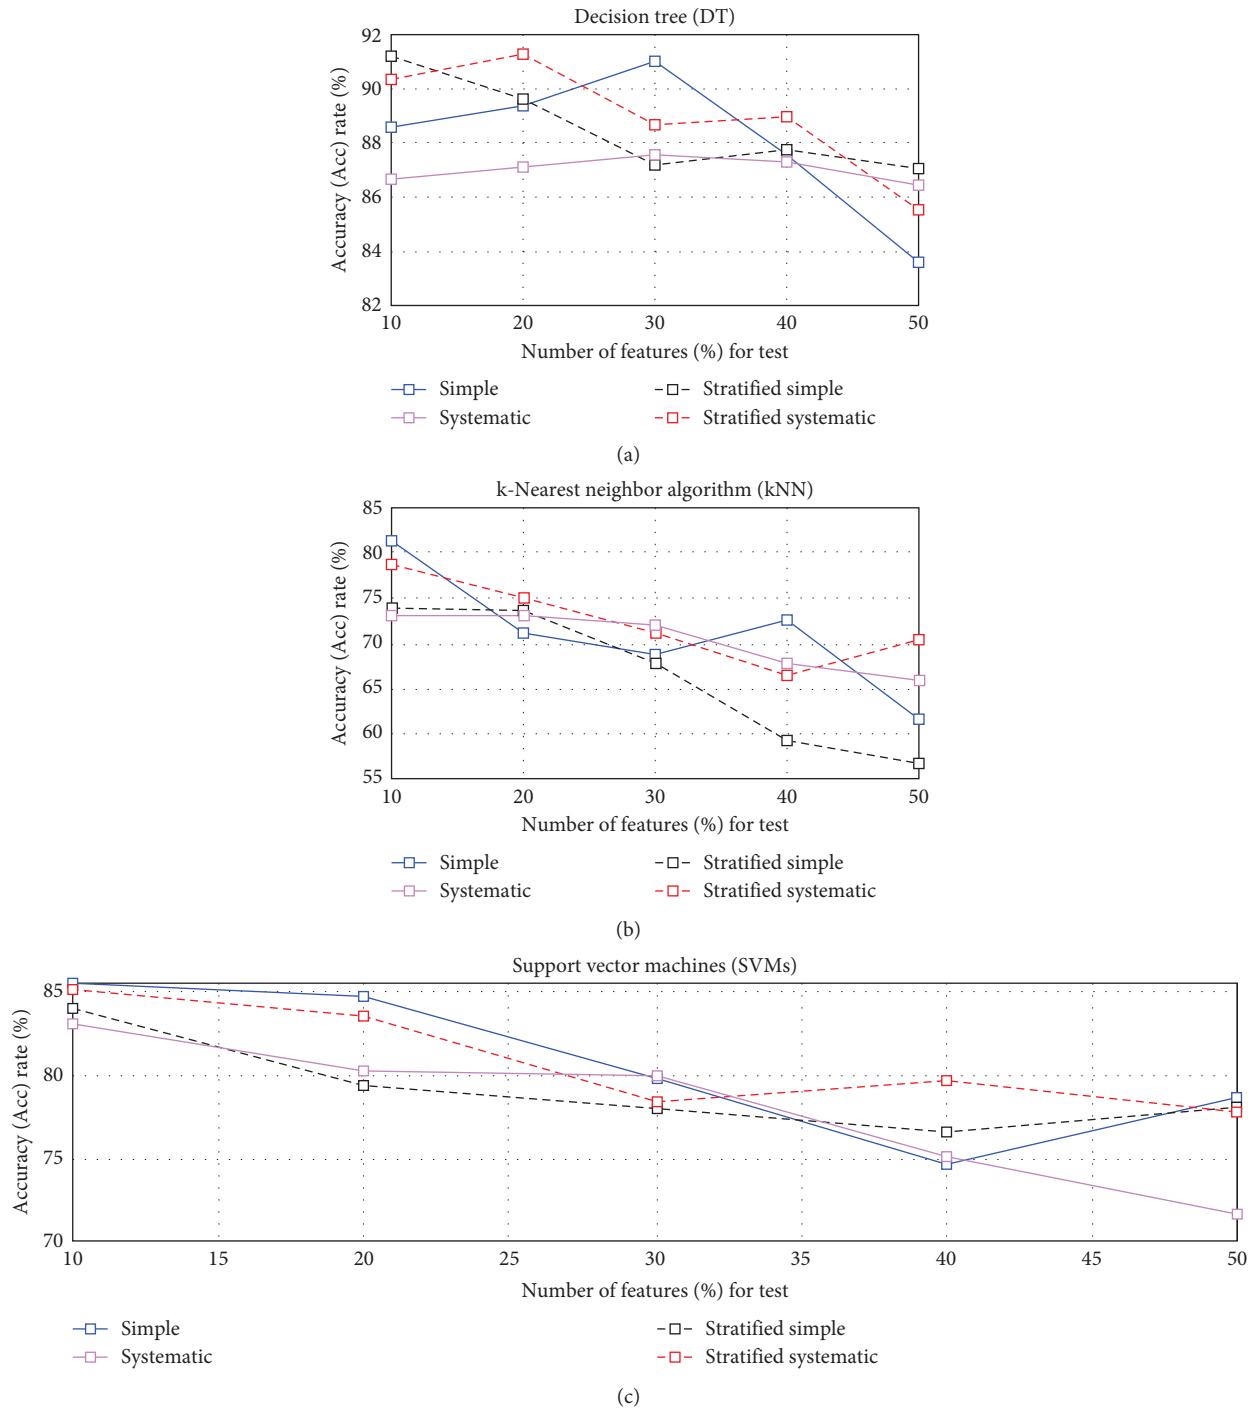 Decision tree (DT)
92
90
88
86
84
82
Accuracy (Acc) rate (%)
10 20 30 40 50
Number of features (%) for test
Simple Stratified simple
Systematic Stratified systematic
(a)
k-Nearest neighbor algorithm (kNN)
85
80
75
70
65
60
55
Accuracy (Acc) rate (%)
10 20 30 40 50
Number of features (%) for test
Simple Stratified simple
Systematic Stratified systematic
(b)
Support vector machines (SVMs)
85
80
75
70
Accuracy (Acc) rate (%)
10 15 20 25 30 35 40 45 50
Number of features (%) for test
Simple Stratified simple
Systematic Stratified systematic
(c)